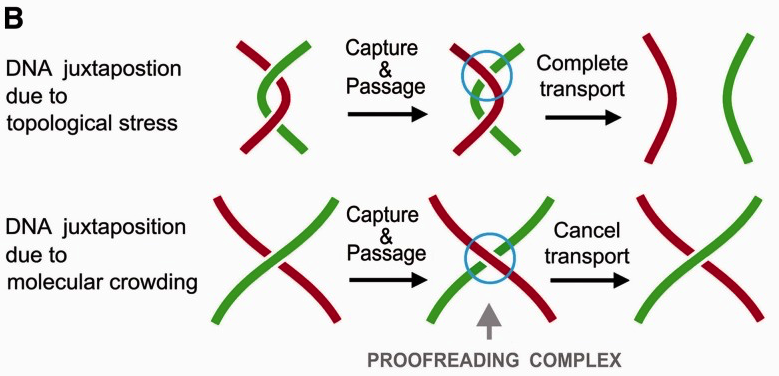 B
DNA juxtapostion
due to
topological stress
Capture
&
Passage
Complete
transport
DNA juxtaposition
due to
molecular crowding
Capture
&
Passage
Cancel
transport
PROOFREADING COMPLEX